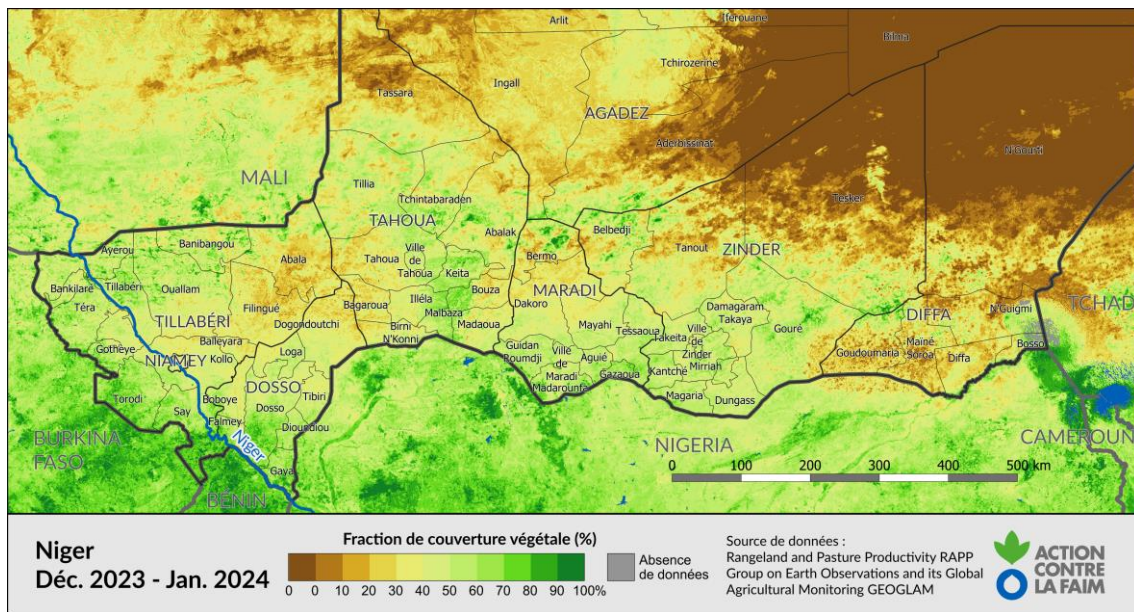 Arlit
Iférouane
Bilma
Tchirozerine
Ingall
Tassara
AGADEZ
Aderbissinat
N'Gourti
MALI
Tillia
Tchintabaraden
Tesker
TAHOUA
Abalak
Belbedji
Tanout
ZINDER
Ayerou
Banibangou
Abala
Tahoua
Ville
de
Tahoua
Keita
Bermo
Bankilaré
Tillabéri
Ouallam
Téra
Filingué
Bagaroua
Illéla
Bouza
MARADI
Dakoro
Malbaza
Damagaram
Takaya
N'Guigmi
TCHAD
DIFFA
TILLABÉRI
Dogondoutchi
Birni
N'Konni
Madaoua
Mayahi
Tessaoua
Takeita
Ville
de
Zinder
Gouré
Balleyara
Gotheye
NIAMEY
Kollo
Loga
Guidan
Roumdji
Ville
de
Maradi
Aguié
Mirriah
Goudoumaria
Mainé
Soroa
Diffa
Bosso
DOSSO
Tibiri
Madarounfa
Gazaoua
Kantché
Torodi
Say
Boboye
Dosso
Magaria
Dungass
Falmey
Dioundiou
BURKINA
FASO
Niger
NIGERIA
CAMEROUN
Gaya
BÉNIN
0 100 200 300 400 500 km
Niger
Déc. 2023 - Jan. 2024
Fraction de couverture végétale (%)
0 0 10 20 30 40 50 60 70 80 90 100%
Absence
de données
Source de données :
Rangeland and Pasture Productivity RAPP
Group on Earth Observations and its Global
Agricultural Monitoring GEOGLAM
ACTION
CONTRE
LA FAIM